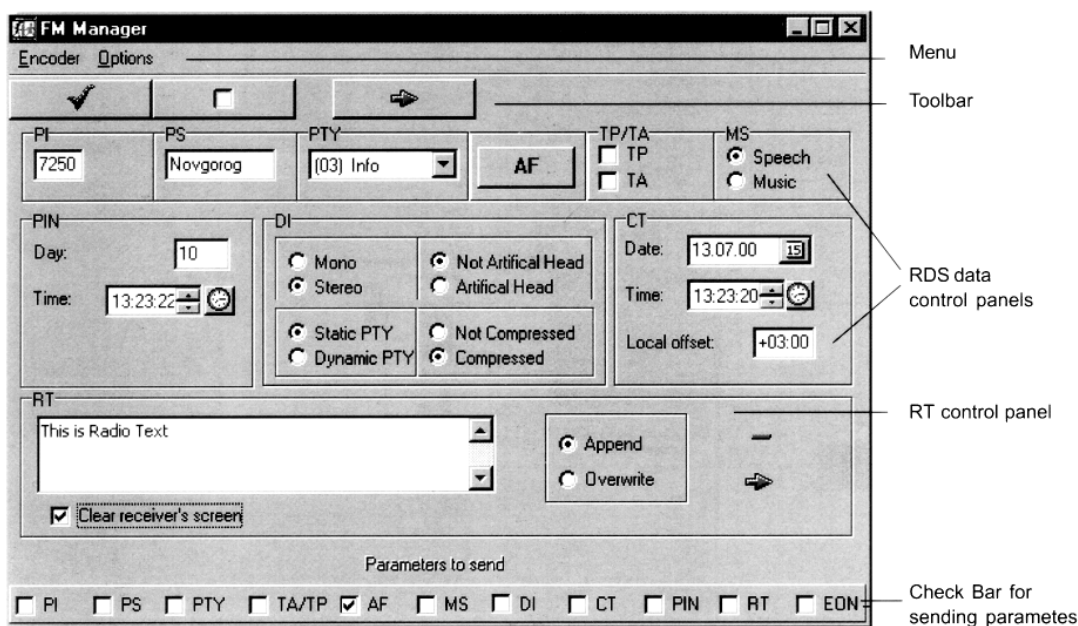 FM Manager
Encoder Options
Menu
Toolbar
PI
PS
PTY
TP/TA
MS
7250
Novgorog
(03) Info
AF
TP
TA
Speech
Music
PIN
DI
CT
Day:
10
Time:
13:23:22
Mono
Stereo
Not Artifical Head
Artifical Head
Static PTY
Dynamic PTY
Not Compressed
Compressed
Date:
13.07.00
15
Time:
13:23:20
Local offset:
+03:00
RDS data
control panels
RT
This is Radio Text
Append
Overwrite
Clear receiver's screen
RT control panel
Parameters to send
PI PS PTY TA/TP AF MS DI CT PIN RT EON
Check Bar for
sending parametes